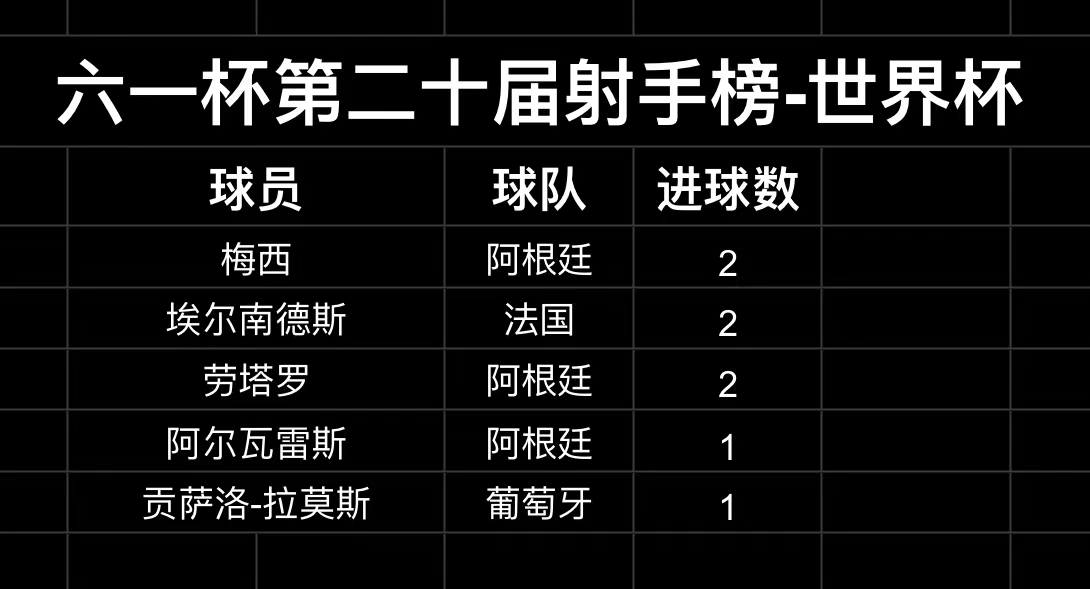 六一杯第二十届射手榜-世界杯
球员 球队 进球数
梅西 阿根廷 2
埃尔南德斯 法国 2
劳塔罗 阿根廷 2
阿尔瓦雷斯 阿根廷 1
贡萨洛-拉莫斯 葡萄牙 1